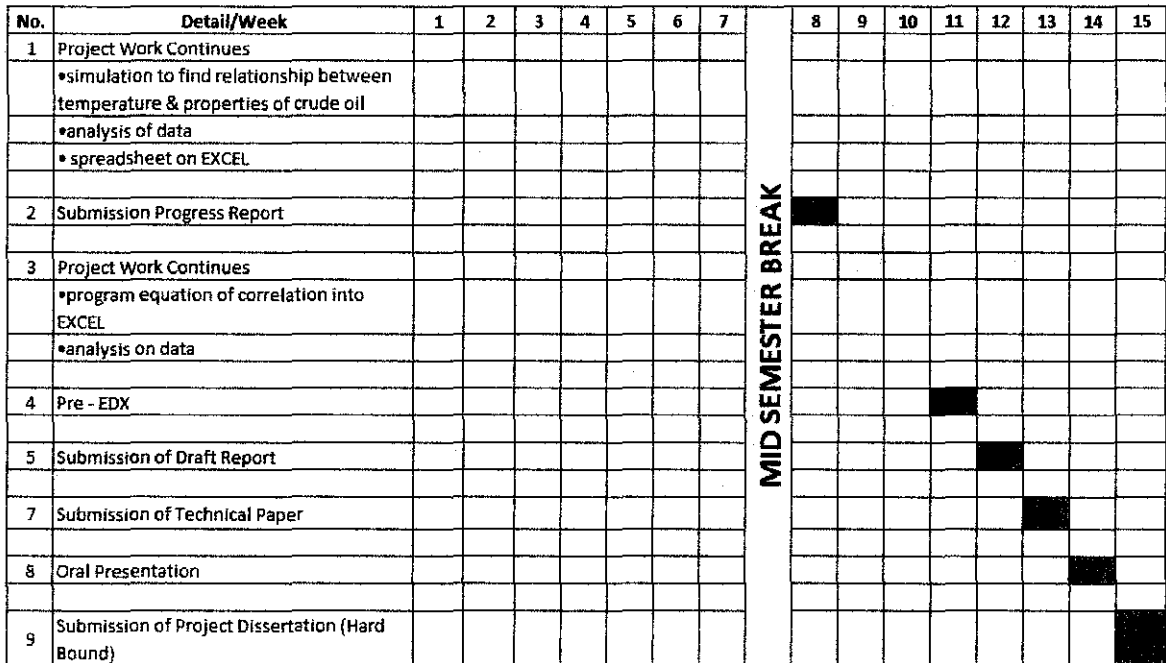 No. Detail/Week 1 2 3 4 5 6 7 8 9 10 11 12 13 14 15
1 Project Work Continues
•simulation to find relationship between
temperature & properties of crude oil
•analysis of data
• spreadsheet on EXCEL
MID SEMESTER BREAK
2 Submission Progress Report
3 Project Work Continues
•program equation of correlation into
EXCEL
•analysis on data
4 Pre - EDX
5 Submission of Draft Report
7 Submission of Technical Paper
8 Oral Presentation
9 Submission of Project Dissertation (Hard
Bound)